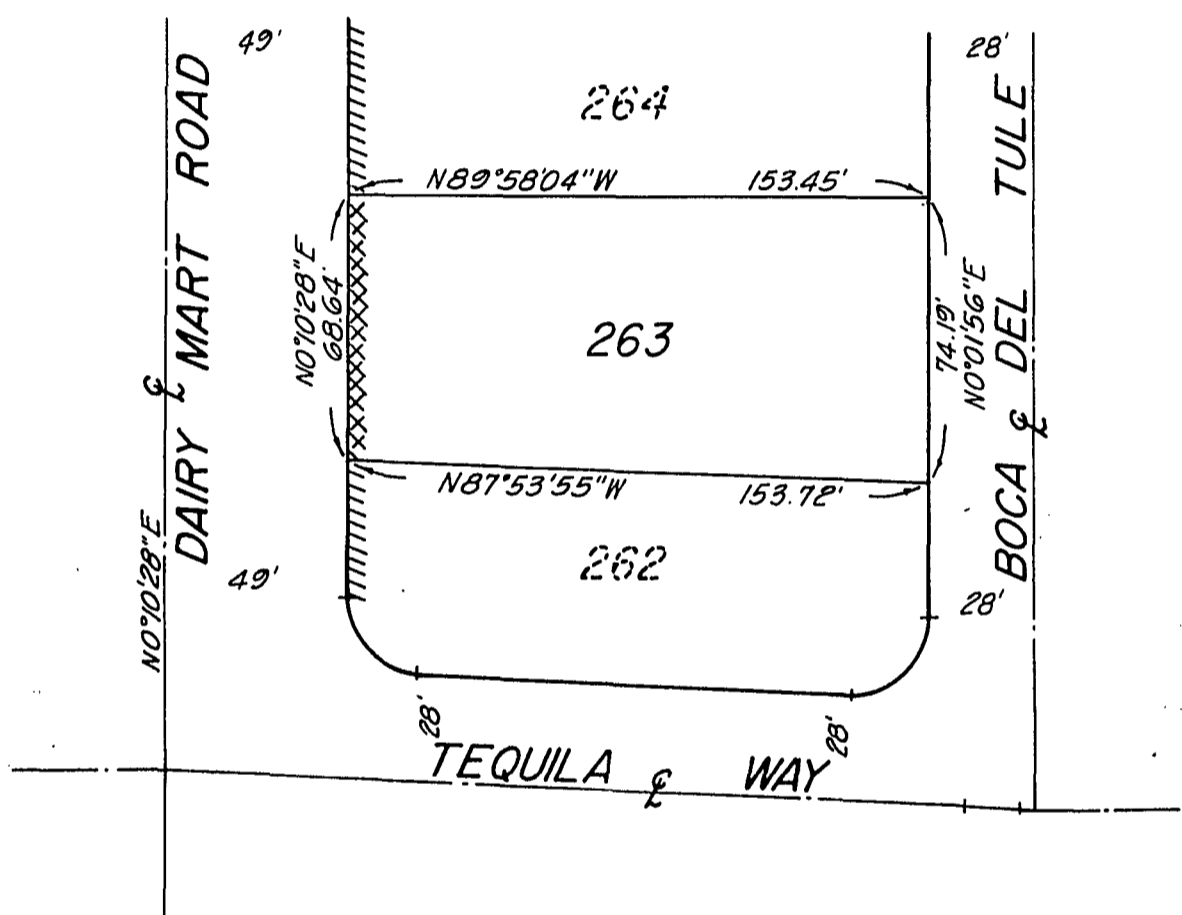 49'
28'
264
DAIRY ℄ MART ROAD
BOCA ℄ DEL TULE
N89°58'04"W 153.45'
N0°10'28"E
68.64'
263
74.19'
N0°01'56"E
N87°53'55"W 153.72'
N0°10'28"E
49'
262
28'
28'
28'
TEQUILA ℄ WAY